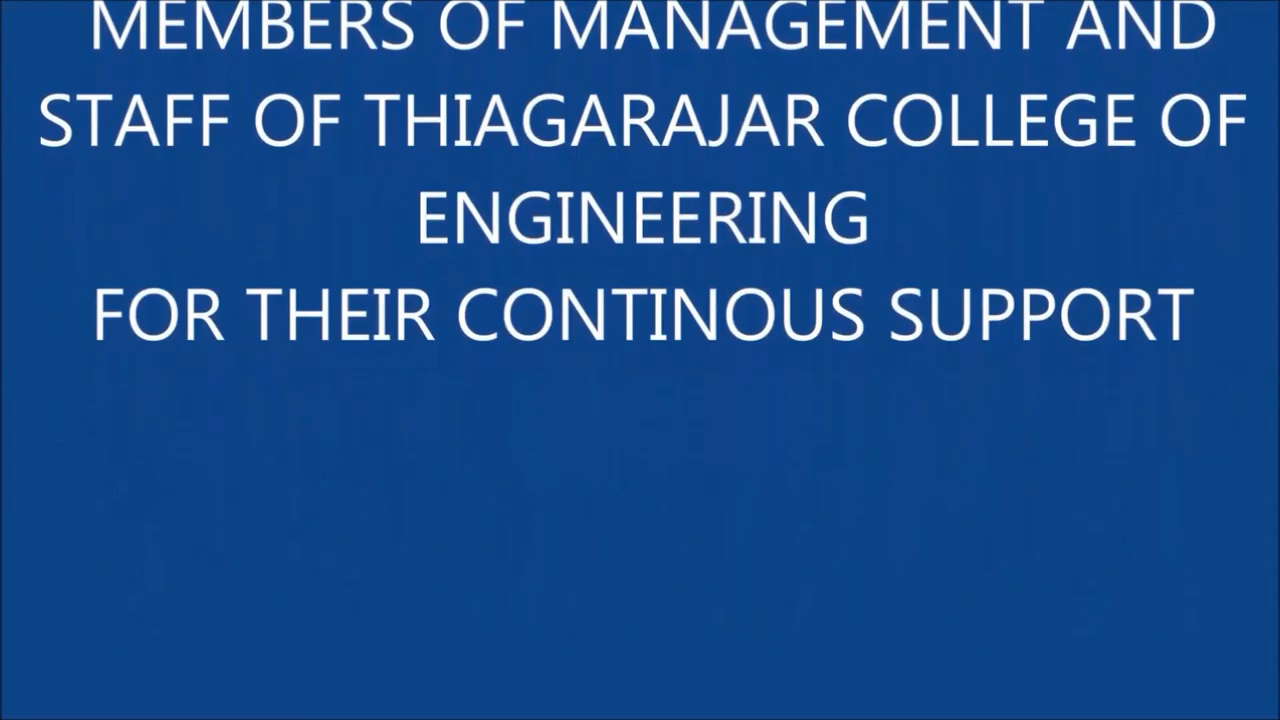 MEMBERS OF MANAGEMENT AND
STAFF OF THIAGARAJAR COLLEGE OF
ENGINEERING
FOR THEIR CONTINOUS SUPPORT